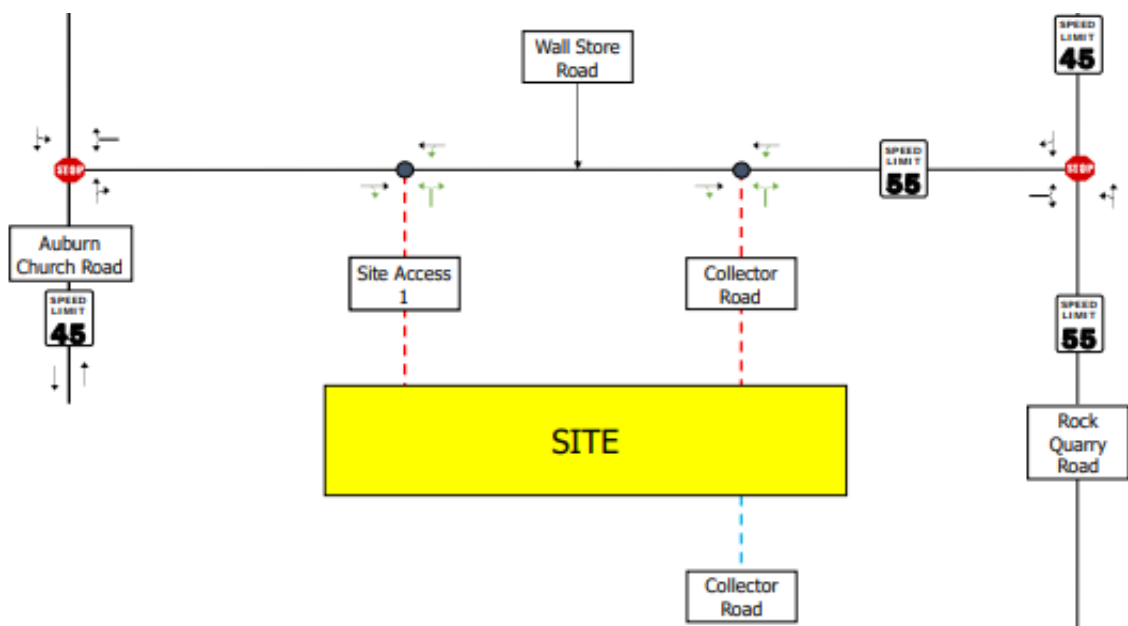 SPEED
LIMIT
45
Wall Store
Road
STOP
SPEED
LIMIT
55
STOP
Auburn
Church Road
Site Access
1
Collector
Road
SPEED
LIMIT
45
SPEED
LIMIT
55
SITE
Rock
Quarry
Road
Collector
Road